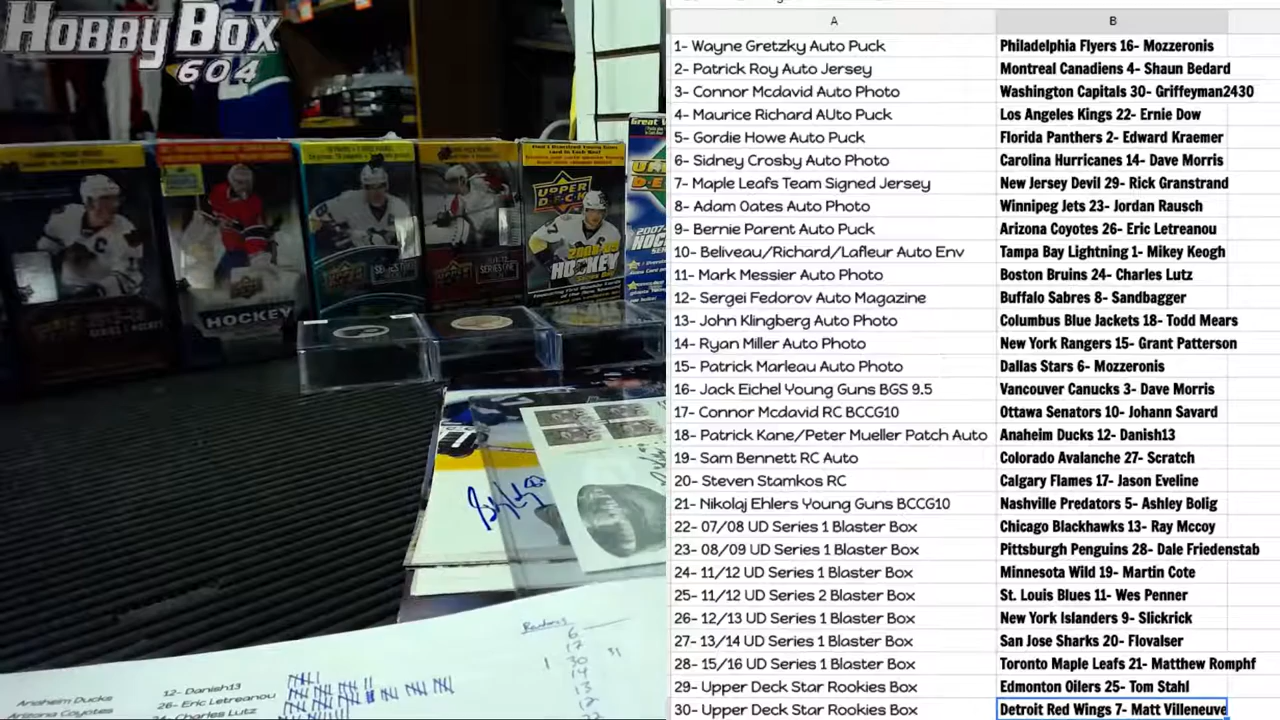 HOBBY BOX
604
A
B
1- Wayne Gretzky Auto Puck Philadelphia Flyers 16- Mozzeronis
2- Patrick Roy Auto Jersey Montreal Canadiens 4- Shaun Bedard
3- Connor Mcdavid Auto Photo Washington Capitals 30- Griffeyman2430
4- Maurice Richard AUto Puck Los Angeles Kings 22- Ernie Dow
5- Gordie Howe Auto Puck Florida Panthers 2- Edward Kraemer
6- Sidney Crosby Auto Photo Carolina Hurricanes 14- Dave Morris
7- Maple Leafs Team Signed Jersey New Jersey Devil 29- Rick Granstrand
8- Adam Oates Auto Photo Winnipeg Jets 23- Jordan Rausch
9- Bernie Parent Auto Puck Arizona Coyotes 26- Eric Letreanou
10- Beliveau/Richard/Lafleur Auto Env Tampa Bay Lightning 1- Mikey Keogh
11- Mark Messier Auto Photo Boston Bruins 24- Charles Lutz
12- Sergei Fedorov Auto Magazine Buffalo Sabres 8- Sandbagger
13- John Klingberg Auto Photo Columbus Blue Jackets 18- Todd Mears
14- Ryan Miller Auto Photo New York Rangers 15- Grant Patterson
15- Patrick Marleau Auto Photo Dallas Stars 6- Mozzeronis
16- Jack Eichel Young Guns BGS 9.5 Vancouver Canucks 3- Dave Morris
17- Connor Mcdavid RC BCCG10 Ottawa Senators 10- Johann Savard
18- Patrick Kane/Peter Mueller Patch Auto Anaheim Ducks 12- Danish13
19- Sam Bennett RC Auto Colorado Avalanche 27- Scratch
20- Steven Stamkos RC Calgary Flames 17- Jason Eveline
21- Nikolaj Ehlers Young Guns BCCG10 Nashville Predators 5- Ashley Bolig
22- 07/08 UD Series 1 Blaster Box Chicago Blackhawks 13- Ray Mccoy
23- 08/09 UD Series 1 Blaster Box Pittsburgh Penguins 28- Dale Friedenstab
24- 11/12 UD Series 1 Blaster Box Minnesota Wild 19- Martin Cote
25- 11/12 UD Series 2 Blaster Box St. Louis Blues 11- Wes Penner
26- 12/13 UD Series 1 Blaster Box New York Islanders 9- Slickrick
27- 13/14 UD Series 1 Blaster Box San Jose Sharks 20- Flovalser
28- 15/16 UD Series 1 Blaster Box Toronto Maple Leafs 21- Matthew Romphf
29- Upper Deck Star Rookies Box Edmonton Oilers 25- Tom Stahl
30- Upper Deck Star Rookies Box Detroit Red Wings 7- Matt Villeneuve
UPPER
DECK
2008-09
HOCKEY
HOCKEY
Great
2007-
6
17
1 30 31
14
13
12
Anaheim Ducks 12- Danish13
Arizona Coyotes 26- Eric Letreanou
24- Charles Lutz